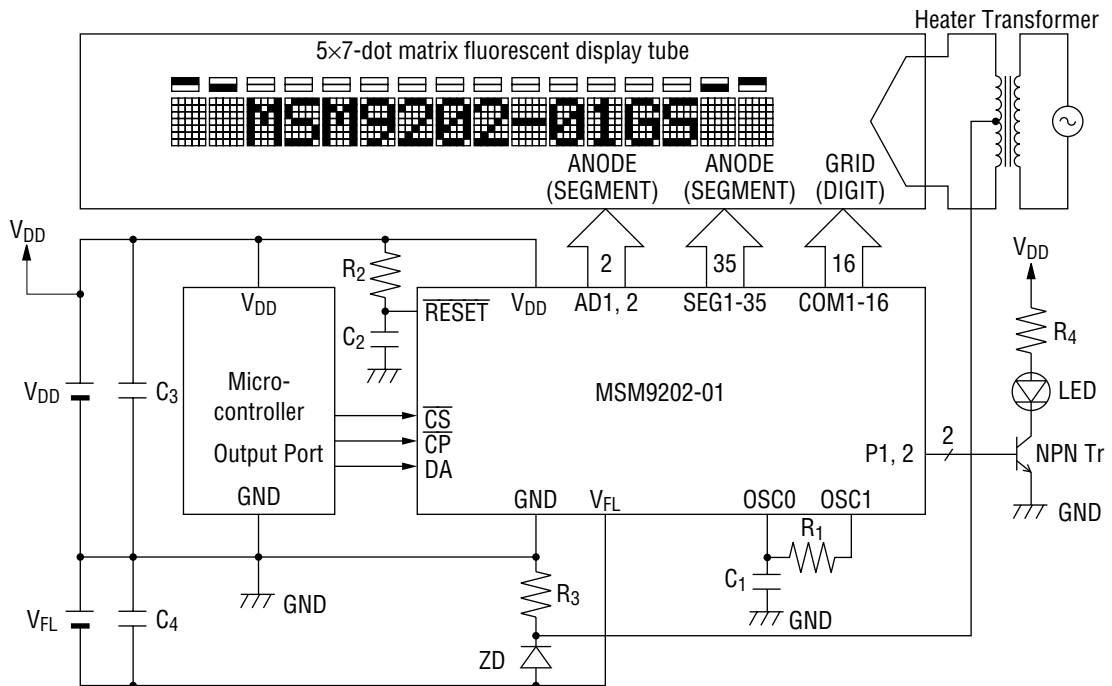 Heater Transformer
5×7-dot matrix fluorescent display tube
MSM9202-01GS
ANODE
(SEGMENT)
ANODE
(SEGMENT)
GRID
(DIGIT)
2
35
16
VDD
R2
C2
VDD
RESET
VDD
AD1, 2
SEG1-35
COM1-16
VDD
R4
LED
NPN Tr
GND
VDD
C3
Micro-
controller
Output Port
GND
CS
CP
DA
MSM9202-01
P1, 2
2
GND
VFL
OSC0
OSC1
R1
C1
GND
R3
GND
VFL
C4
ZD